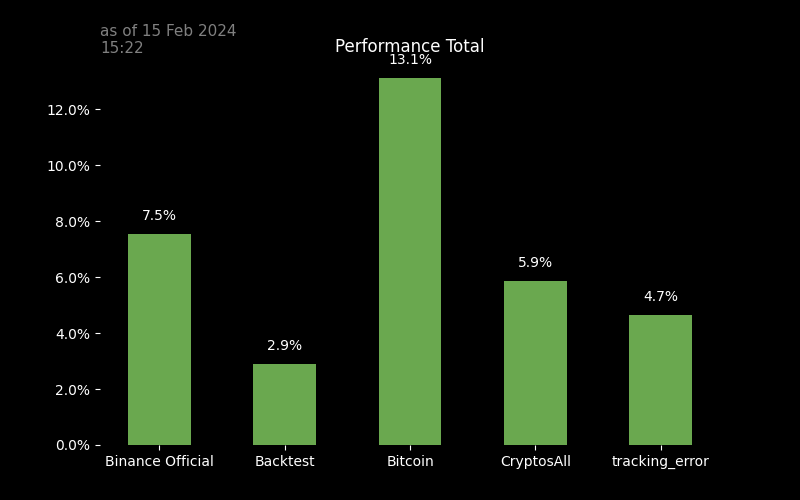 as of 15 Feb 2024
15:22
Performance Total
13.1%
12.0%
10.0%
8.0%
7.5%
6.0%
5.9%
4.7%
4.0%
2.9%
2.0%
0.0%
Binance Official
Backtest
Bitcoin
CryptosAll
tracking_error